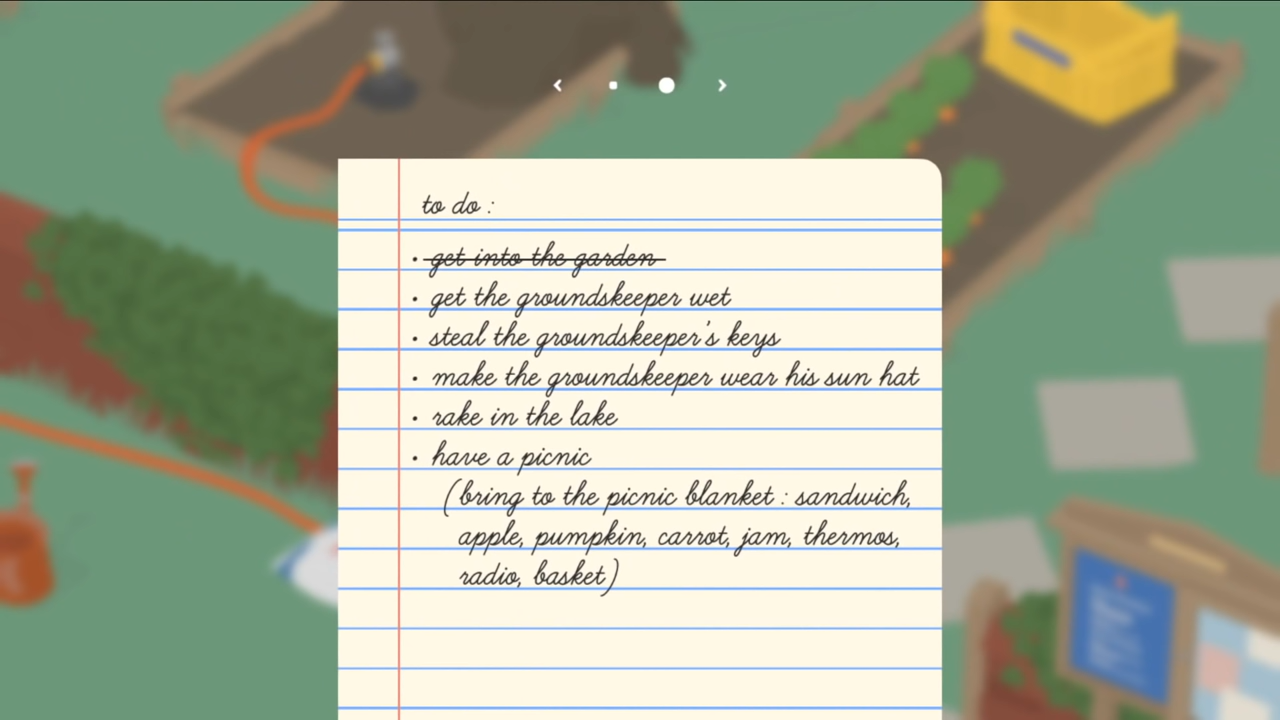 to do :
• get into the garden
• get the groundskeeper wet
• steal the groundskeeper's keys
• make the groundskeeper wear his sun hat
• rake in the lake
• have a picnic
(bring to the picnic blanket : sandwich,
apple, pumpkin, carrot, jam, thermos,
radio, basket)